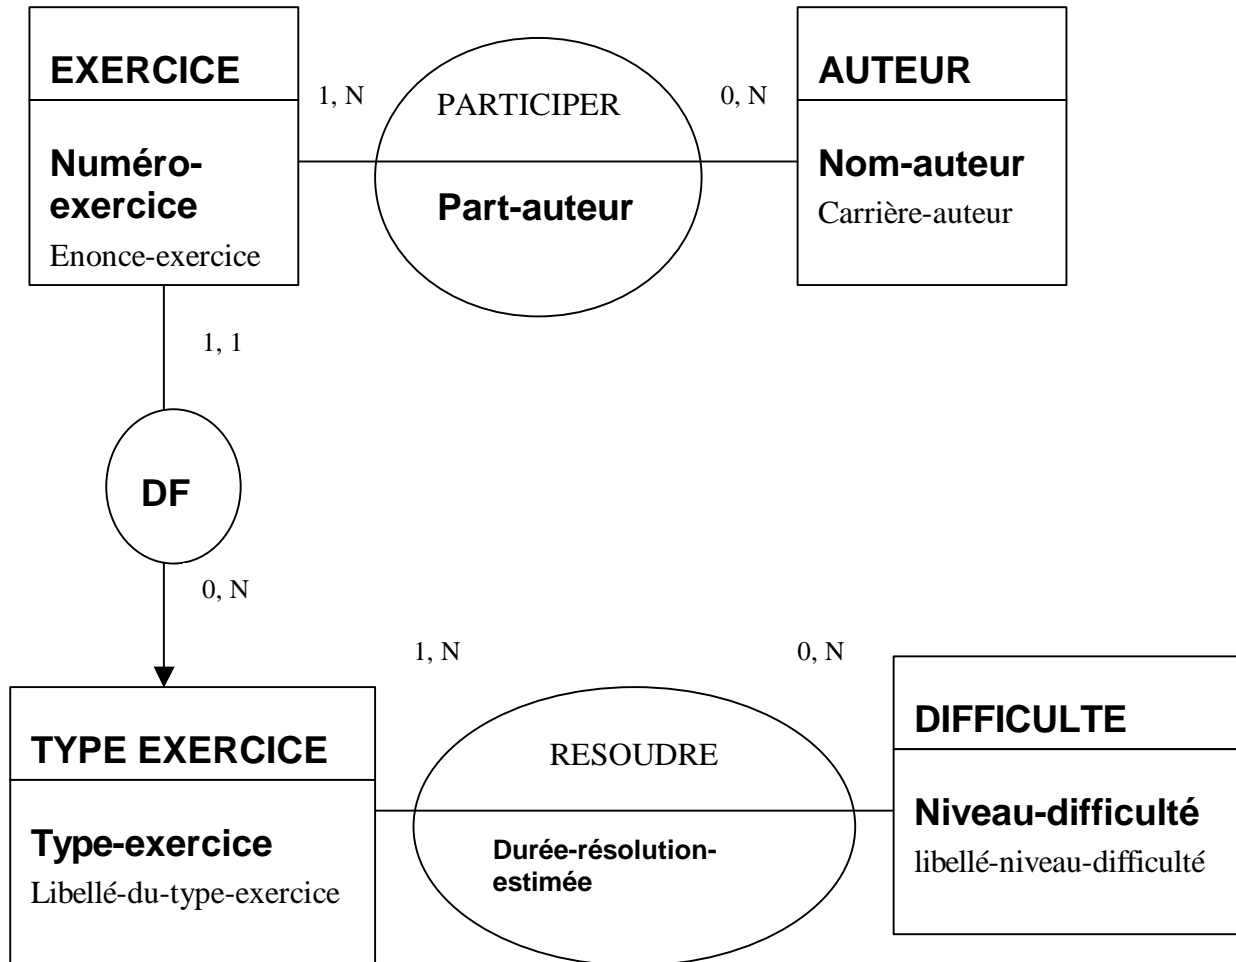 EXERCICE
Numéro-
exercice
Enonce-exercice
1, N
PARTICIPER
Part-auteur
0, N
AUTEUR
Nom-auteur
Carrière-auteur
1, 1
DF
0, N
TYPE EXERCICE
Type-exercice
Libellé-du-type-exercice
1, N
RESOUDRE
Durée-résolution-
estimée
0, N
DIFFICULTE
Niveau-difficulté
libellé-niveau-difficulté